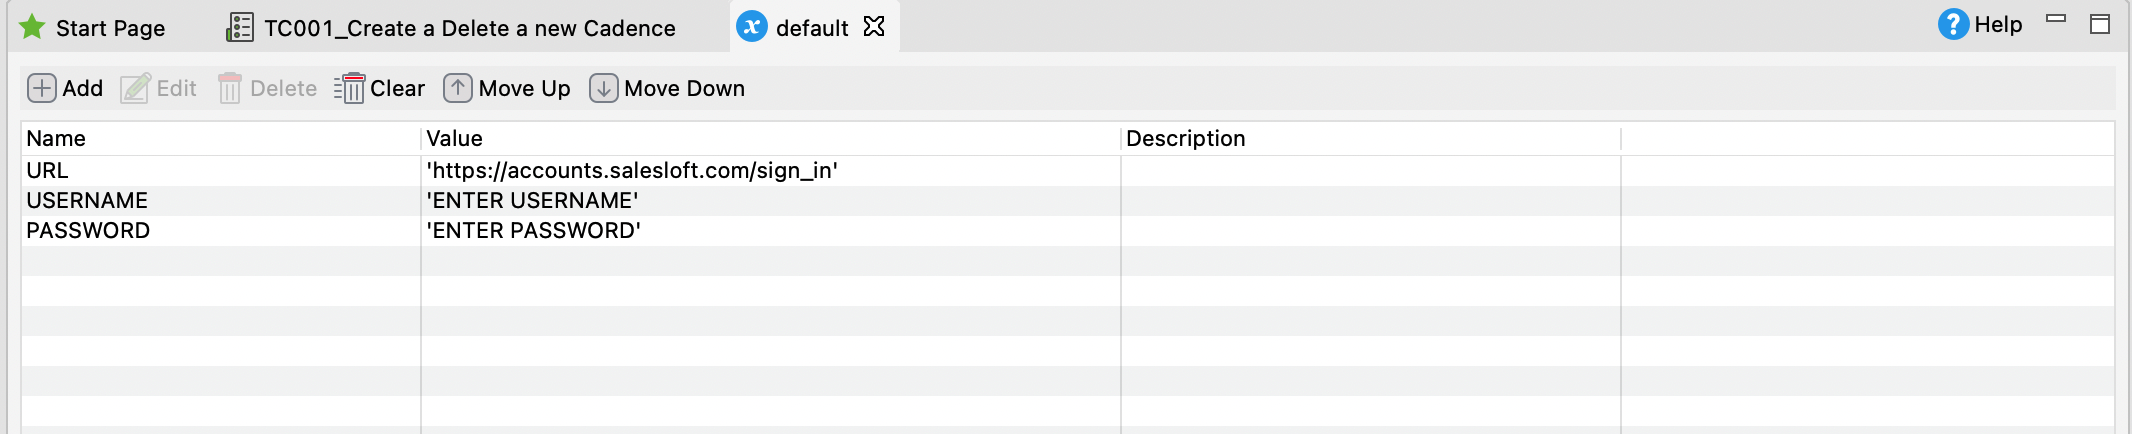 Start Page TC001_Create a Delete a new Cadence default Help
Add Edit Delete Clear Move Up Move Down
Name Value Description
URL 'https://accounts.salesloft.com/sign_in'
USERNAME 'ENTER USERNAME'
PASSWORD 'ENTER PASSWORD'